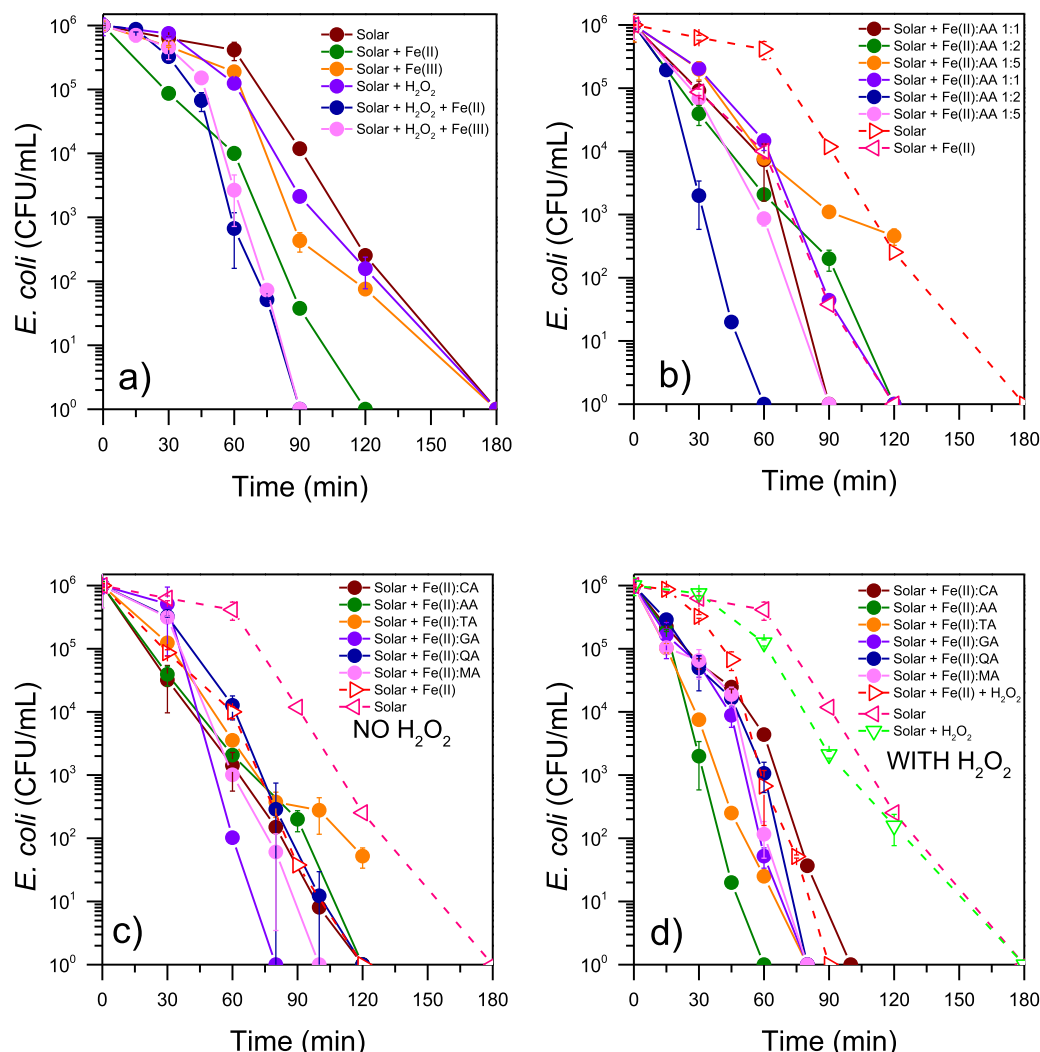 10⁶
10⁵
10⁴
10³
10²
10¹
10⁰
E. coli (CFU/mL)
Solar
Solar + Fe(II)
Solar + Fe(III)
Solar + H₂O₂
Solar + H₂O₂ + Fe(II)
Solar + H₂O₂ + Fe(III)
a)
0 30 60 90 120 150 180
Time (min)
10⁶
10⁵
10⁴
10³
10²
10¹
10⁰
E. coli (CFU/mL)
Solar + Fe(II):AA 1:1
Solar + Fe(II):AA 1:2
Solar + Fe(II):AA 1:5
Solar + Fe(II):AA 1:1
Solar + Fe(II):AA 1:2
Solar + Fe(II):AA 1:5
Solar
Solar + Fe(II)
b)
0 30 60 90 120 150 180
Time (min)
10⁶
10⁵
10⁴
10³
10²
10¹
10⁰
E. coli (CFU/mL)
Solar + Fe(II):CA
Solar + Fe(II):AA
Solar + Fe(II):TA
Solar + Fe(II):GA
Solar + Fe(II):QA
Solar + Fe(II):MA
Solar + Fe(II)
Solar
NO H₂O₂
c)
0 30 60 90 120 150 180
Time (min)
10⁶
10⁵
10⁴
10³
10²
10¹
10⁰
E. coli (CFU/mL)
Solar + Fe(II):CA
Solar + Fe(II):AA
Solar + Fe(II):TA
Solar + Fe(II):GA
Solar + Fe(II):QA
Solar + Fe(II):MA
Solar + Fe(II) + H₂O₂
Solar
Solar + H₂O₂
WITH H₂O₂
d)
0 30 60 90 120 150 180
Time (min)